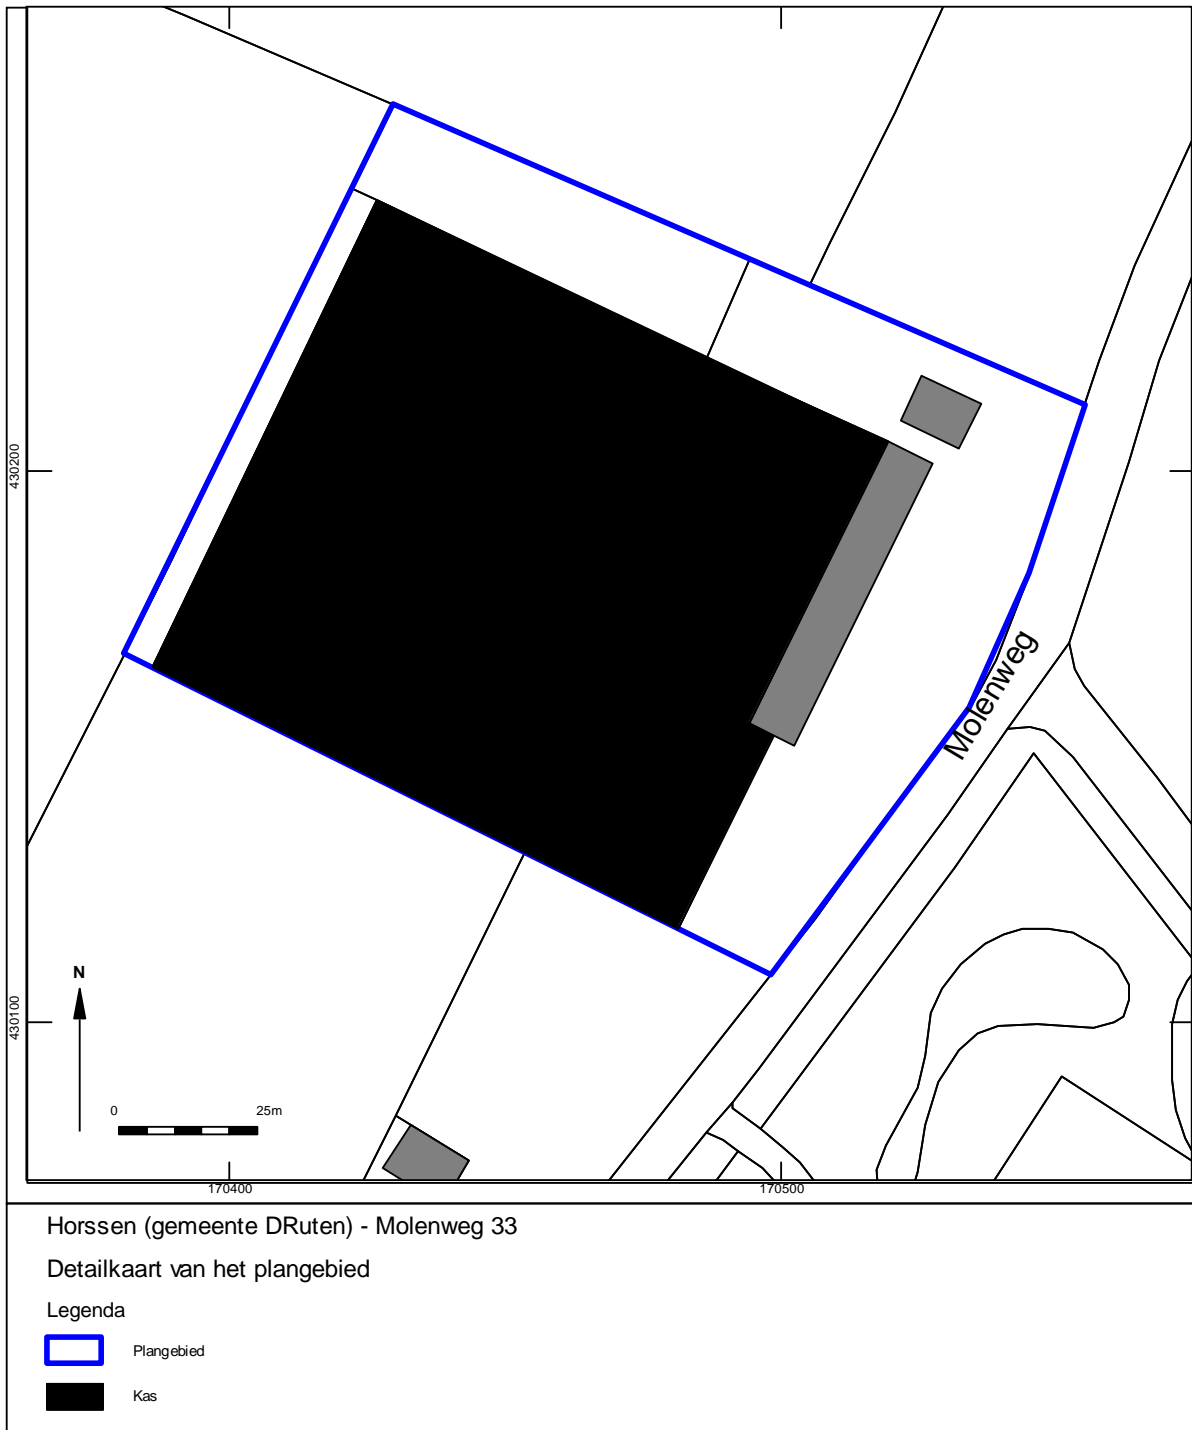 430200
Molenweg
N
430100
0 25m
170400 170500
Horssen (gemeente DRuten) - Molenweg 33
Detailkaart van het plangebied
Legenda
Plangebied
Kas